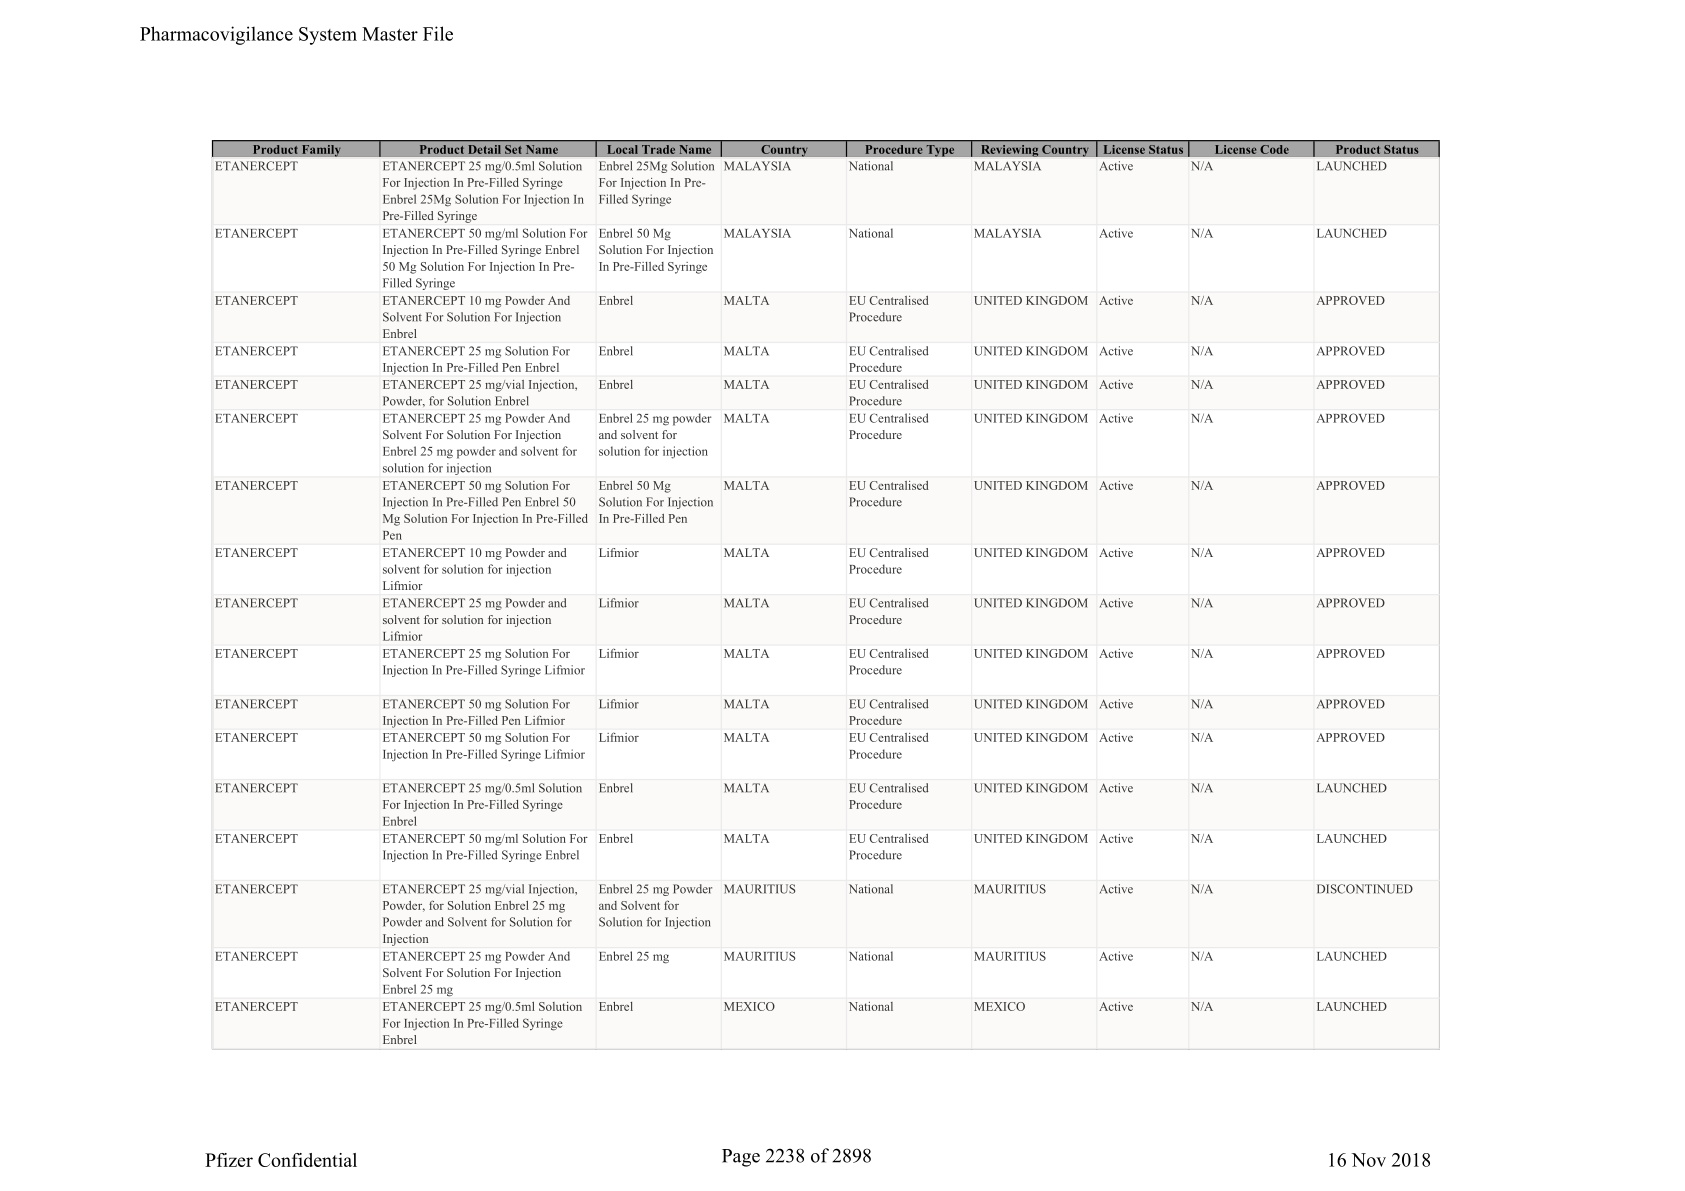 Pharmacovigilance System Master File
Product Family Product Detail Set Name Local Trade Name Country Procedure Type Reviewing Country License Status License Code Product Status
ETANERCEPT ETANERCEPT 25 mg/0.5ml Solution Enbrel 25Mg Solution MALAYSIA National MALAYSIA Active N/A LAUNCHED
For Injection In Pre-Filled Syringe For Injection In Pre-
Enbrel 25Mg Solution For Injection In Filled Syringe
Pre-Filled Syringe
ETANERCEPT ETANERCEPT 50 mg/ml Solution For Enbrel 50 Mg MALAYSIA National MALAYSIA Active N/A LAUNCHED
Injection In Pre-Filled Syringe Enbrel Solution For Injection
50 Mg Solution For Injection In Pre- In Pre-Filled Syringe
Filled Syringe
ETANERCEPT ETANERCEPT 10 mg Powder And Enbrel MALTA EU Centralised UNITED KINGDOM Active N/A APPROVED
Solvent For Solution For Injection Procedure
Enbrel
ETANERCEPT ETANERCEPT 25 mg Solution For Enbrel MALTA EU Centralised UNITED KINGDOM Active N/A APPROVED
Injection In Pre-Filled Pen Enbrel Procedure
ETANERCEPT ETANERCEPT 25 mg/vial Injection, Enbrel MALTA EU Centralised UNITED KINGDOM Active N/A APPROVED
Powder, for Solution Enbrel Procedure
ETANERCEPT ETANERCEPT 25 mg Powder And Enbrel 25 mg powder MALTA EU Centralised UNITED KINGDOM Active N/A APPROVED
Solvent For Solution For Injection and solvent for Procedure
Enbrel 25 mg powder and solvent for solution for injection
solution for injection
ETANERCEPT ETANERCEPT 50 mg Solution For Enbrel 50 Mg MALTA EU Centralised UNITED KINGDOM Active N/A APPROVED
Injection In Pre-Filled Pen Enbrel 50 Solution For Injection Procedure
Mg Solution For Injection In Pre-Filled In Pre-Filled Pen
Pen
ETANERCEPT ETANERCEPT 10 mg Powder and Lifmior MALTA EU Centralised UNITED KINGDOM Active N/A APPROVED
solvent for solution for injection Procedure
Lifmior
ETANERCEPT ETANERCEPT 25 mg Powder and Lifmior MALTA EU Centralised UNITED KINGDOM Active N/A APPROVED
solvent for solution for injection Procedure
Lifmior
ETANERCEPT ETANERCEPT 25 mg Solution For Lifmior MALTA EU Centralised UNITED KINGDOM Active N/A APPROVED
Injection In Pre-Filled Syringe Lifmior Procedure
ETANERCEPT ETANERCEPT 50 mg Solution For Lifmior MALTA EU Centralised UNITED KINGDOM Active N/A APPROVED
Injection In Pre-Filled Pen Lifmior Procedure
ETANERCEPT ETANERCEPT 50 mg Solution For Lifmior MALTA EU Centralised UNITED KINGDOM Active N/A APPROVED
Injection In Pre-Filled Syringe Lifmior Procedure
ETANERCEPT ETANERCEPT 25 mg/0.5ml Solution Enbrel MALTA EU Centralised UNITED KINGDOM Active N/A LAUNCHED
For Injection In Pre-Filled Syringe Procedure
Enbrel
ETANERCEPT ETANERCEPT 50 mg/ml Solution For Enbrel MALTA EU Centralised UNITED KINGDOM Active N/A LAUNCHED
Injection In Pre-Filled Syringe Enbrel Procedure
ETANERCEPT ETANERCEPT 25 mg/vial Injection, Enbrel 25 mg Powder MAURITIUS National MAURITIUS Active N/A DISCONTINUED
Powder, for Solution Enbrel 25 mg and Solvent for
Powder and Solvent for Solution for Solution for Injection
Injection
ETANERCEPT ETANERCEPT 25 mg Powder And Enbrel 25 mg MAURITIUS National MAURITIUS Active N/A LAUNCHED
Solvent For Solution For Injection
Enbrel 25 mg
ETANERCEPT ETANERCEPT 25 mg/0.5ml Solution Enbrel MEXICO National MEXICO Active N/A LAUNCHED
For Injection In Pre-Filled Syringe
Enbrel
Pfizer Confidential Page 2238 of 2898 16 Nov 2018